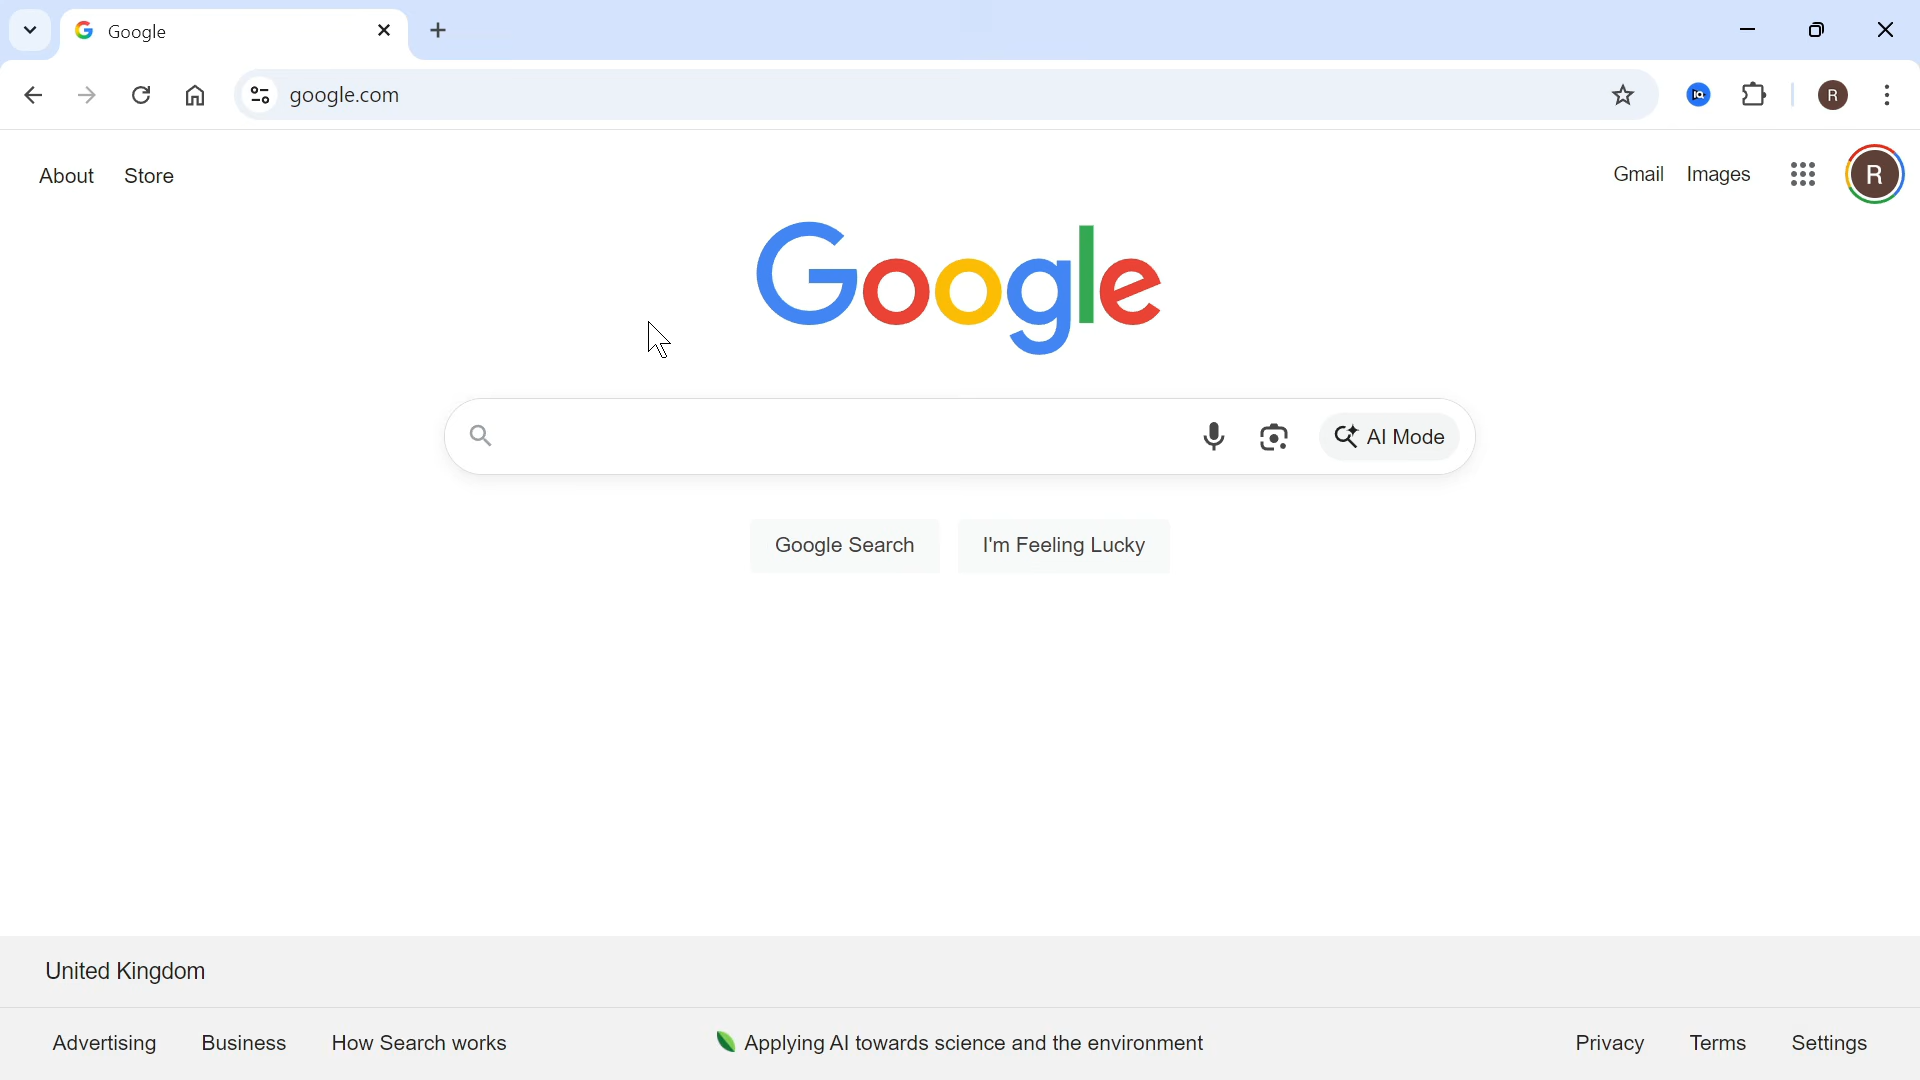 Google
google.com
R
About Store Gmail Images R
Google
AI Mode
Google Search I'm Feeling Lucky
United Kingdom
Advertising Business How Search works Applying AI towards science and the environment Privacy Terms Settings